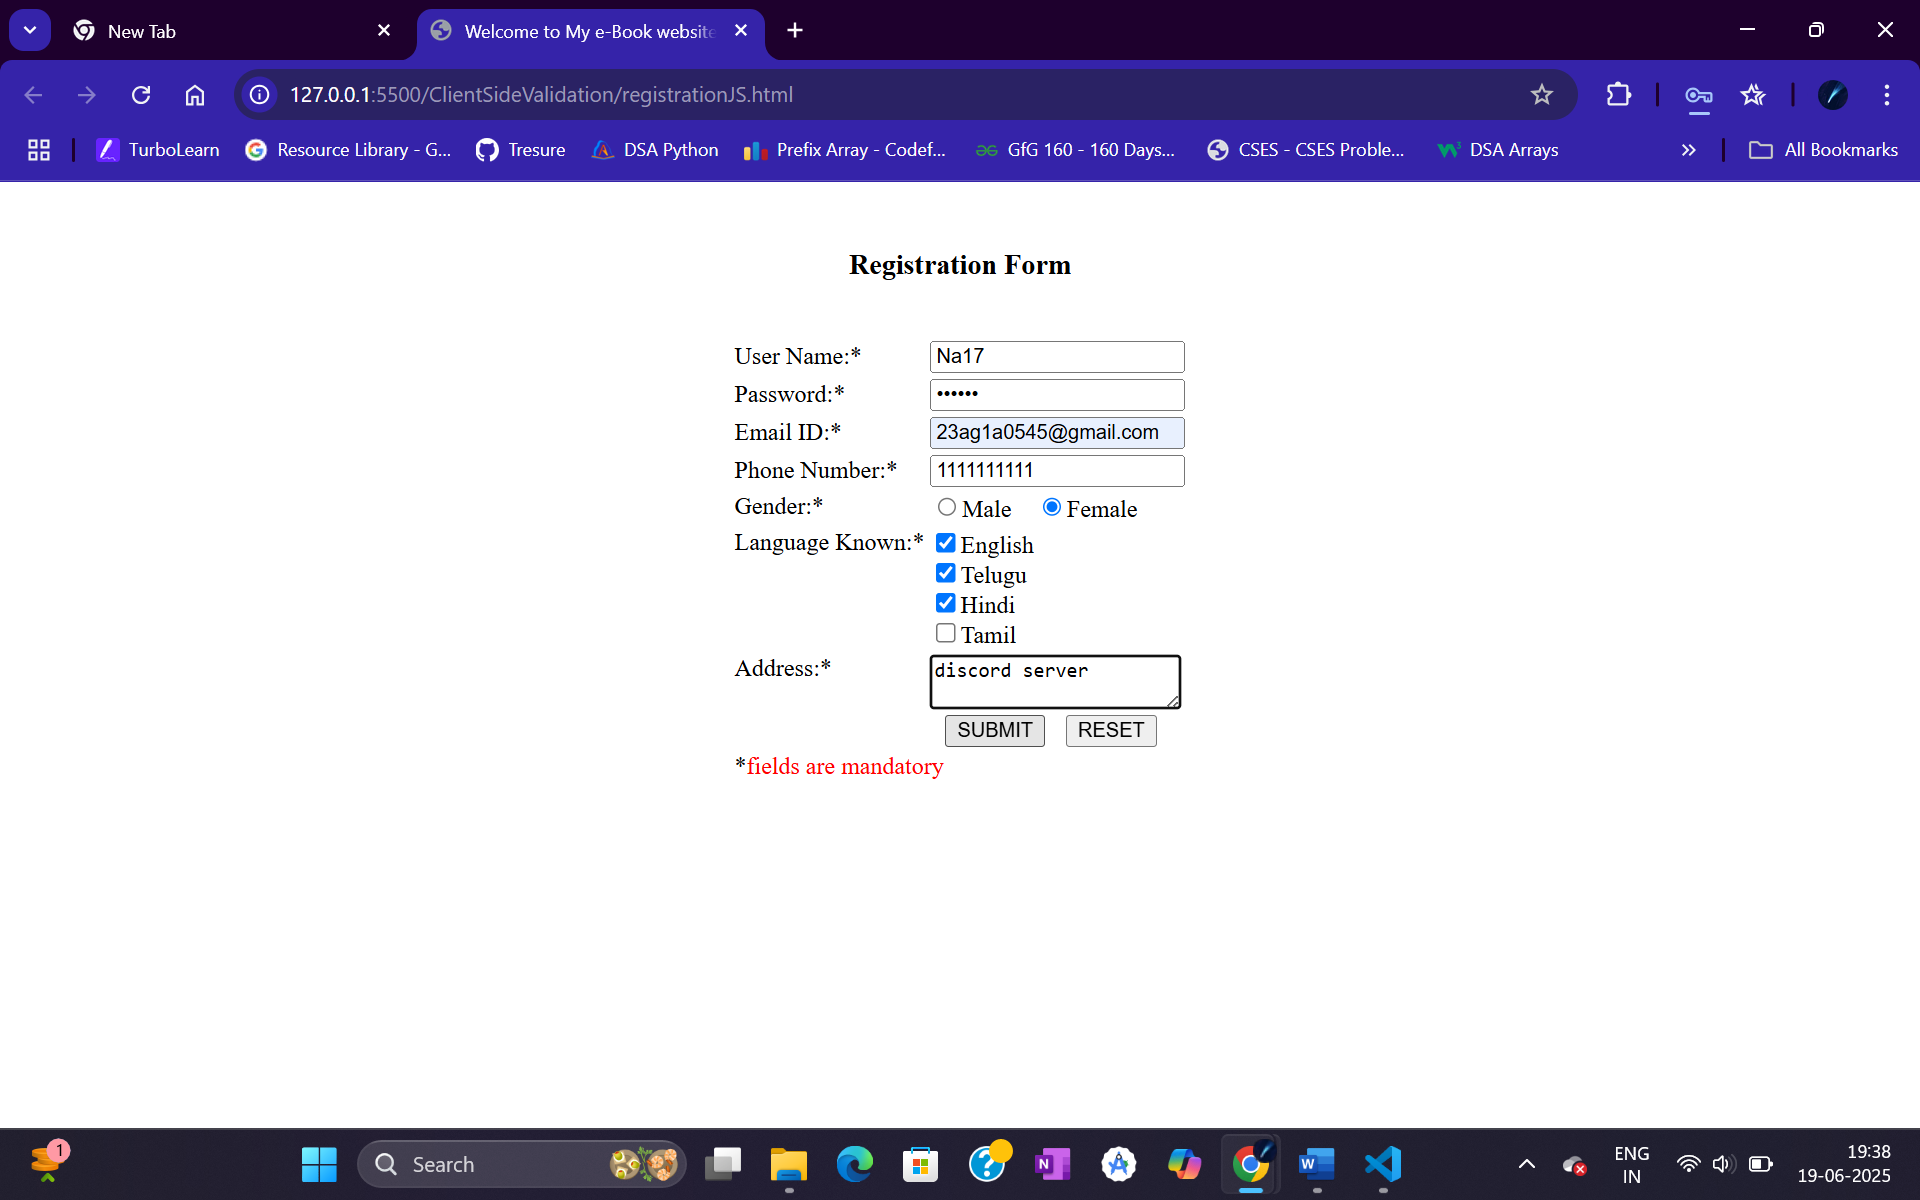 New Tab
Welcome to My e-Book website
127.0.0.1:5500/ClientSideValidation/registrationJS.html
TurboLearn Resource Library - G... Tresure DSA Python Prefix Array - Codef... GfG 160 - 160 Days... CSES - CSES Proble... DSA Arrays » All Bookmarks
Registration Form
User Name:* Na17
Password:* ••••••
Email ID:* 23ag1a0545@gmail.com
Phone Number:* 1111111111
Gender:* Male Female
Language Known:* English
Telugu
Hindi
Tamil
Address:* discord server
SUBMIT RESET
*fields are mandatory
1
Search
ENG
IN
19:38
19-06-2025